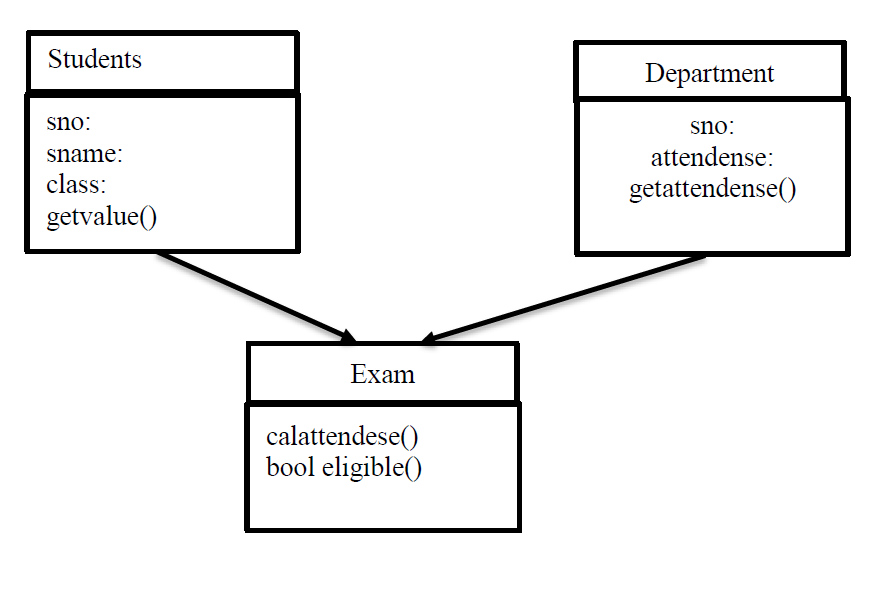 Students
sno:
sname:
class:
getvalue()
Department
sno:
attendense:
getattendense()
Exam
calattendese()
bool eligible()